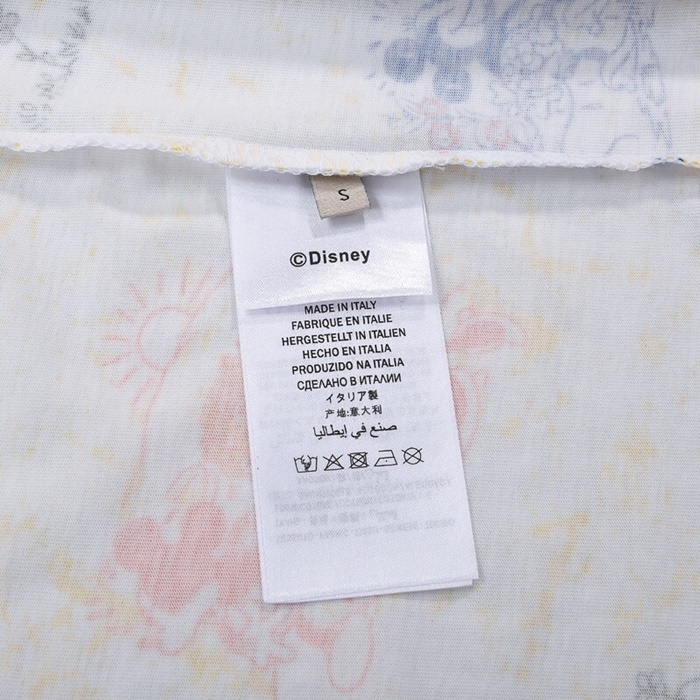 S
©Disney
MADE IN ITALY
FABRIQUE EN ITALIE
HERGESTELLT IN ITALIEN
HECHO EN ITALIA
PRODUZIDO NA ITALIA
СДЕЛАНО В ИТАЛИИ
イタリア製
产地:意大利
صنع في إيطاليا